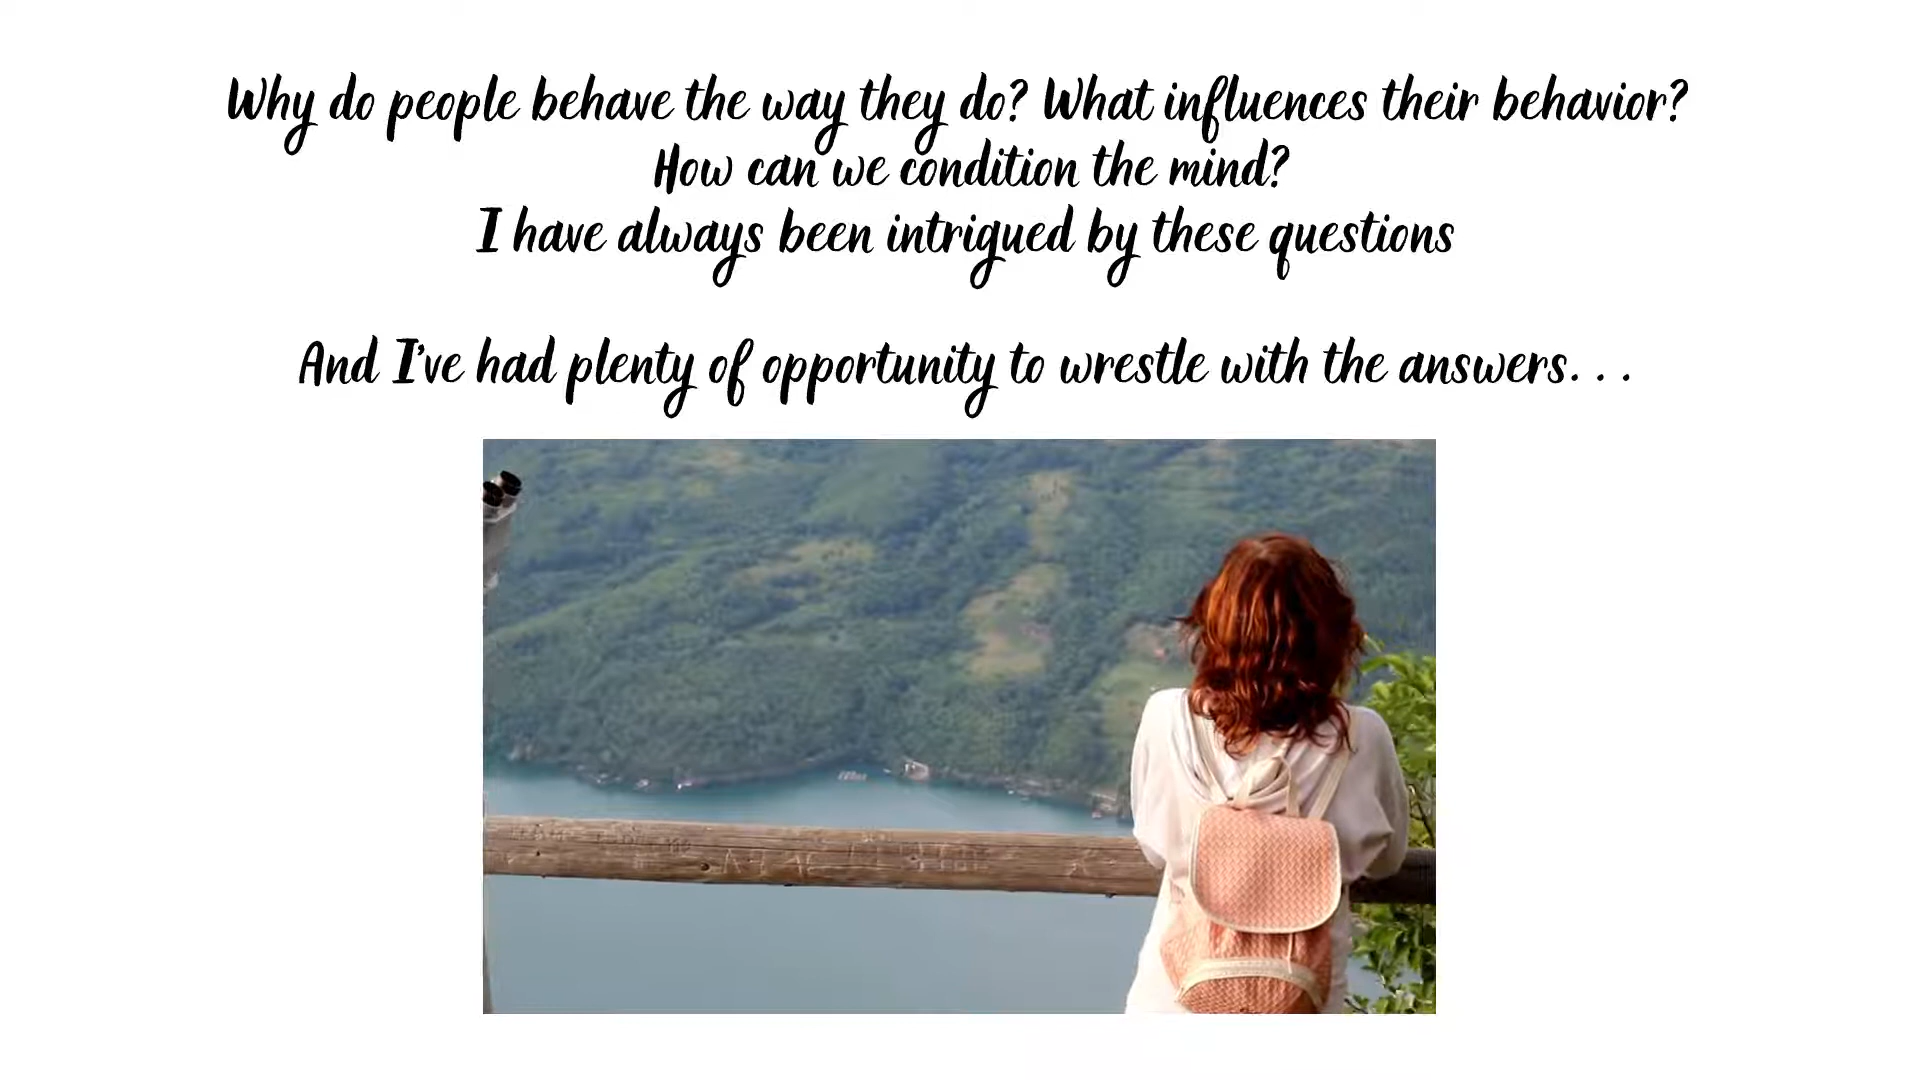 Why do people behave the way they do? What influences their behavior?
How can we condition the mind?
I have always been intrigued by these questions
And I've had plenty of opportunity to wrestle with the answers. . .